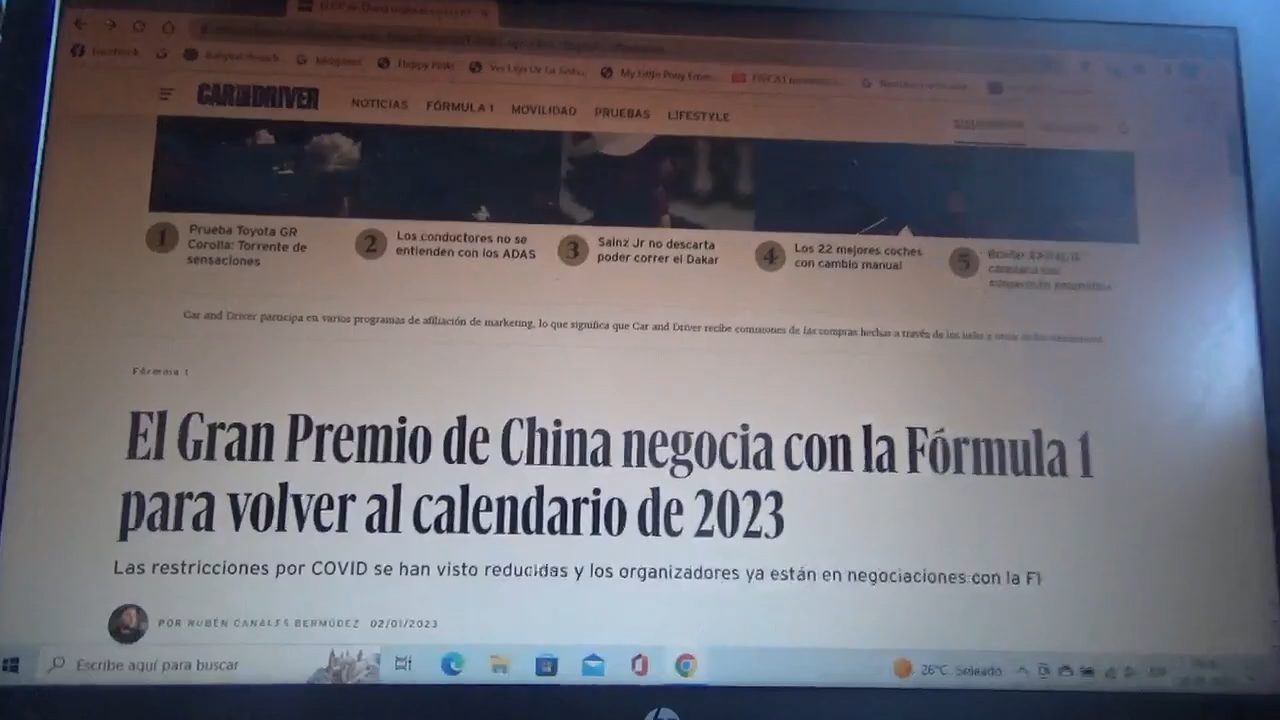 Facebook
CAR AND DRIVER
NOTICIAS FÓRMULA 1 MOVILIDAD PRUEBAS LIFESTYLE
1 Prueba Toyota GR
Corolla: Torrente de
sensaciones
2 Los conductores no se
entienden con los ADAS
3 Sainz Jr no descarta
poder correr el Dakar
4 Los 22 mejores coches
con cambio manual
5
Car and Driver participa en varios programas de afiliación de marketing, lo que significa que Car and Driver recibe comisiones de las compras hechas a través de los
Fórmula 1
El Gran Premio de China negocia con la Fórmula 1
para volver al calendario de 2023
Las restricciones por COVID se han visto reducidas y los organizadores ya están en negociaciones con la F1
POR RUBÉN CANALES BERMÚDEZ 02/01/2023
Escribe aquí para buscar
26°C Soleado
hp